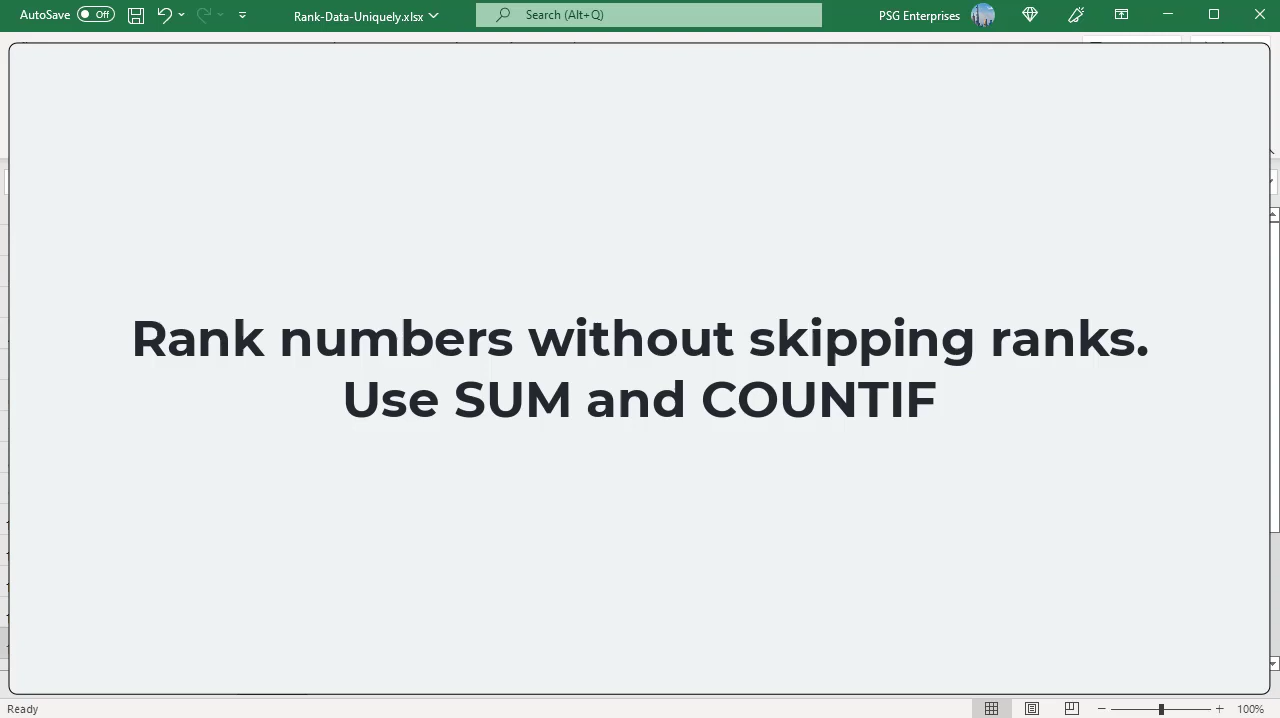 AutoSave Off Rank-Data-Uniquely.xlsx Search (Alt+Q) PSG Enterprises
Rank numbers without skipping ranks.
Use SUM and COUNTIF
Ready 100%